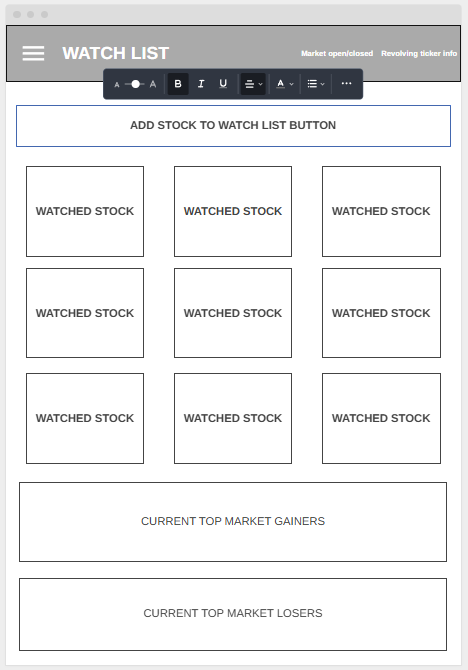 WATCH LIST
Market open/closed Revolving ticker info
A A B I U A
ADD STOCK TO WATCH LIST BUTTON
WATCHED STOCK WATCHED STOCK WATCHED STOCK
WATCHED STOCK WATCHED STOCK WATCHED STOCK
WATCHED STOCK WATCHED STOCK WATCHED STOCK
CURRENT TOP MARKET GAINERS
CURRENT TOP MARKET LOSERS